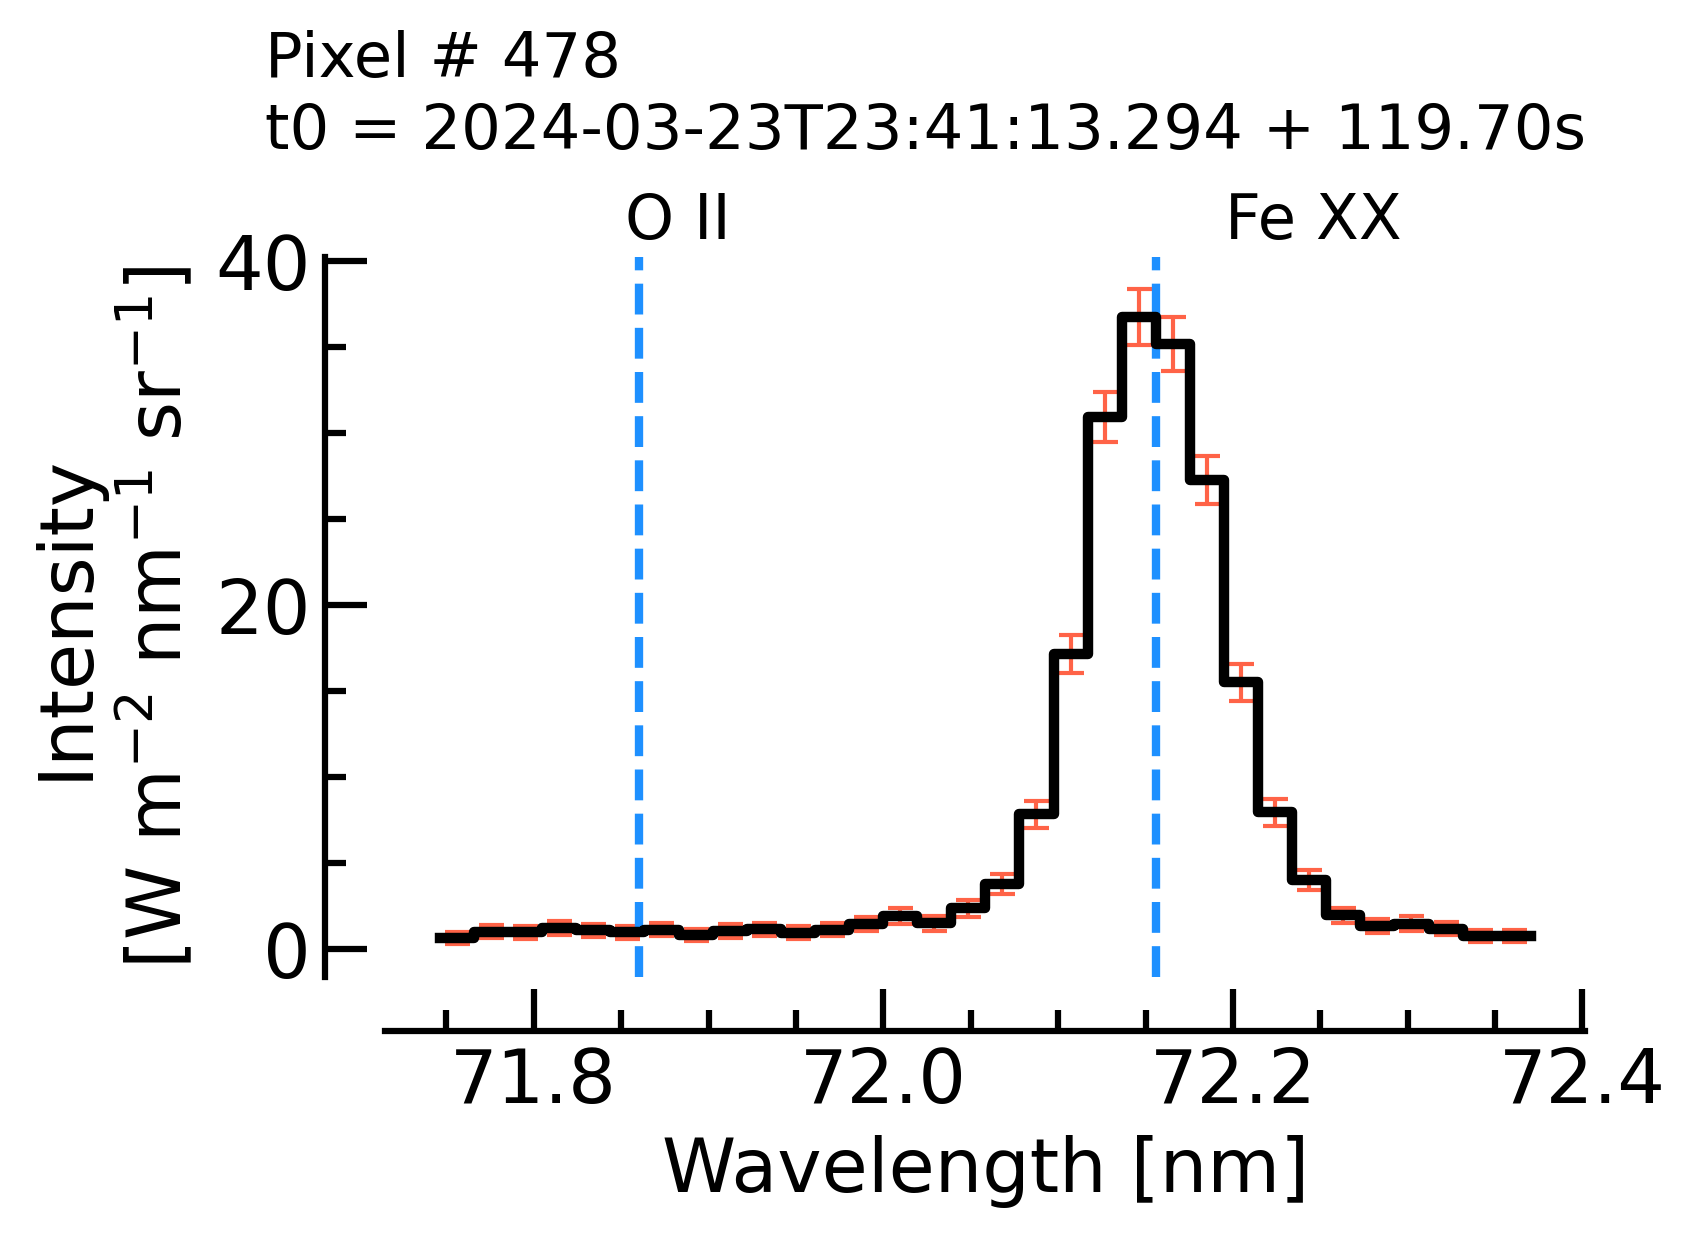 Pixel # 478
t0 = 2024-03-23T23:41:13.294 + 119.70s
O II
Fe XX
Intensity
[W m⁻² nm⁻¹ sr⁻¹]
40
20
0
71.8
72.0
72.2
72.4
Wavelength [nm]